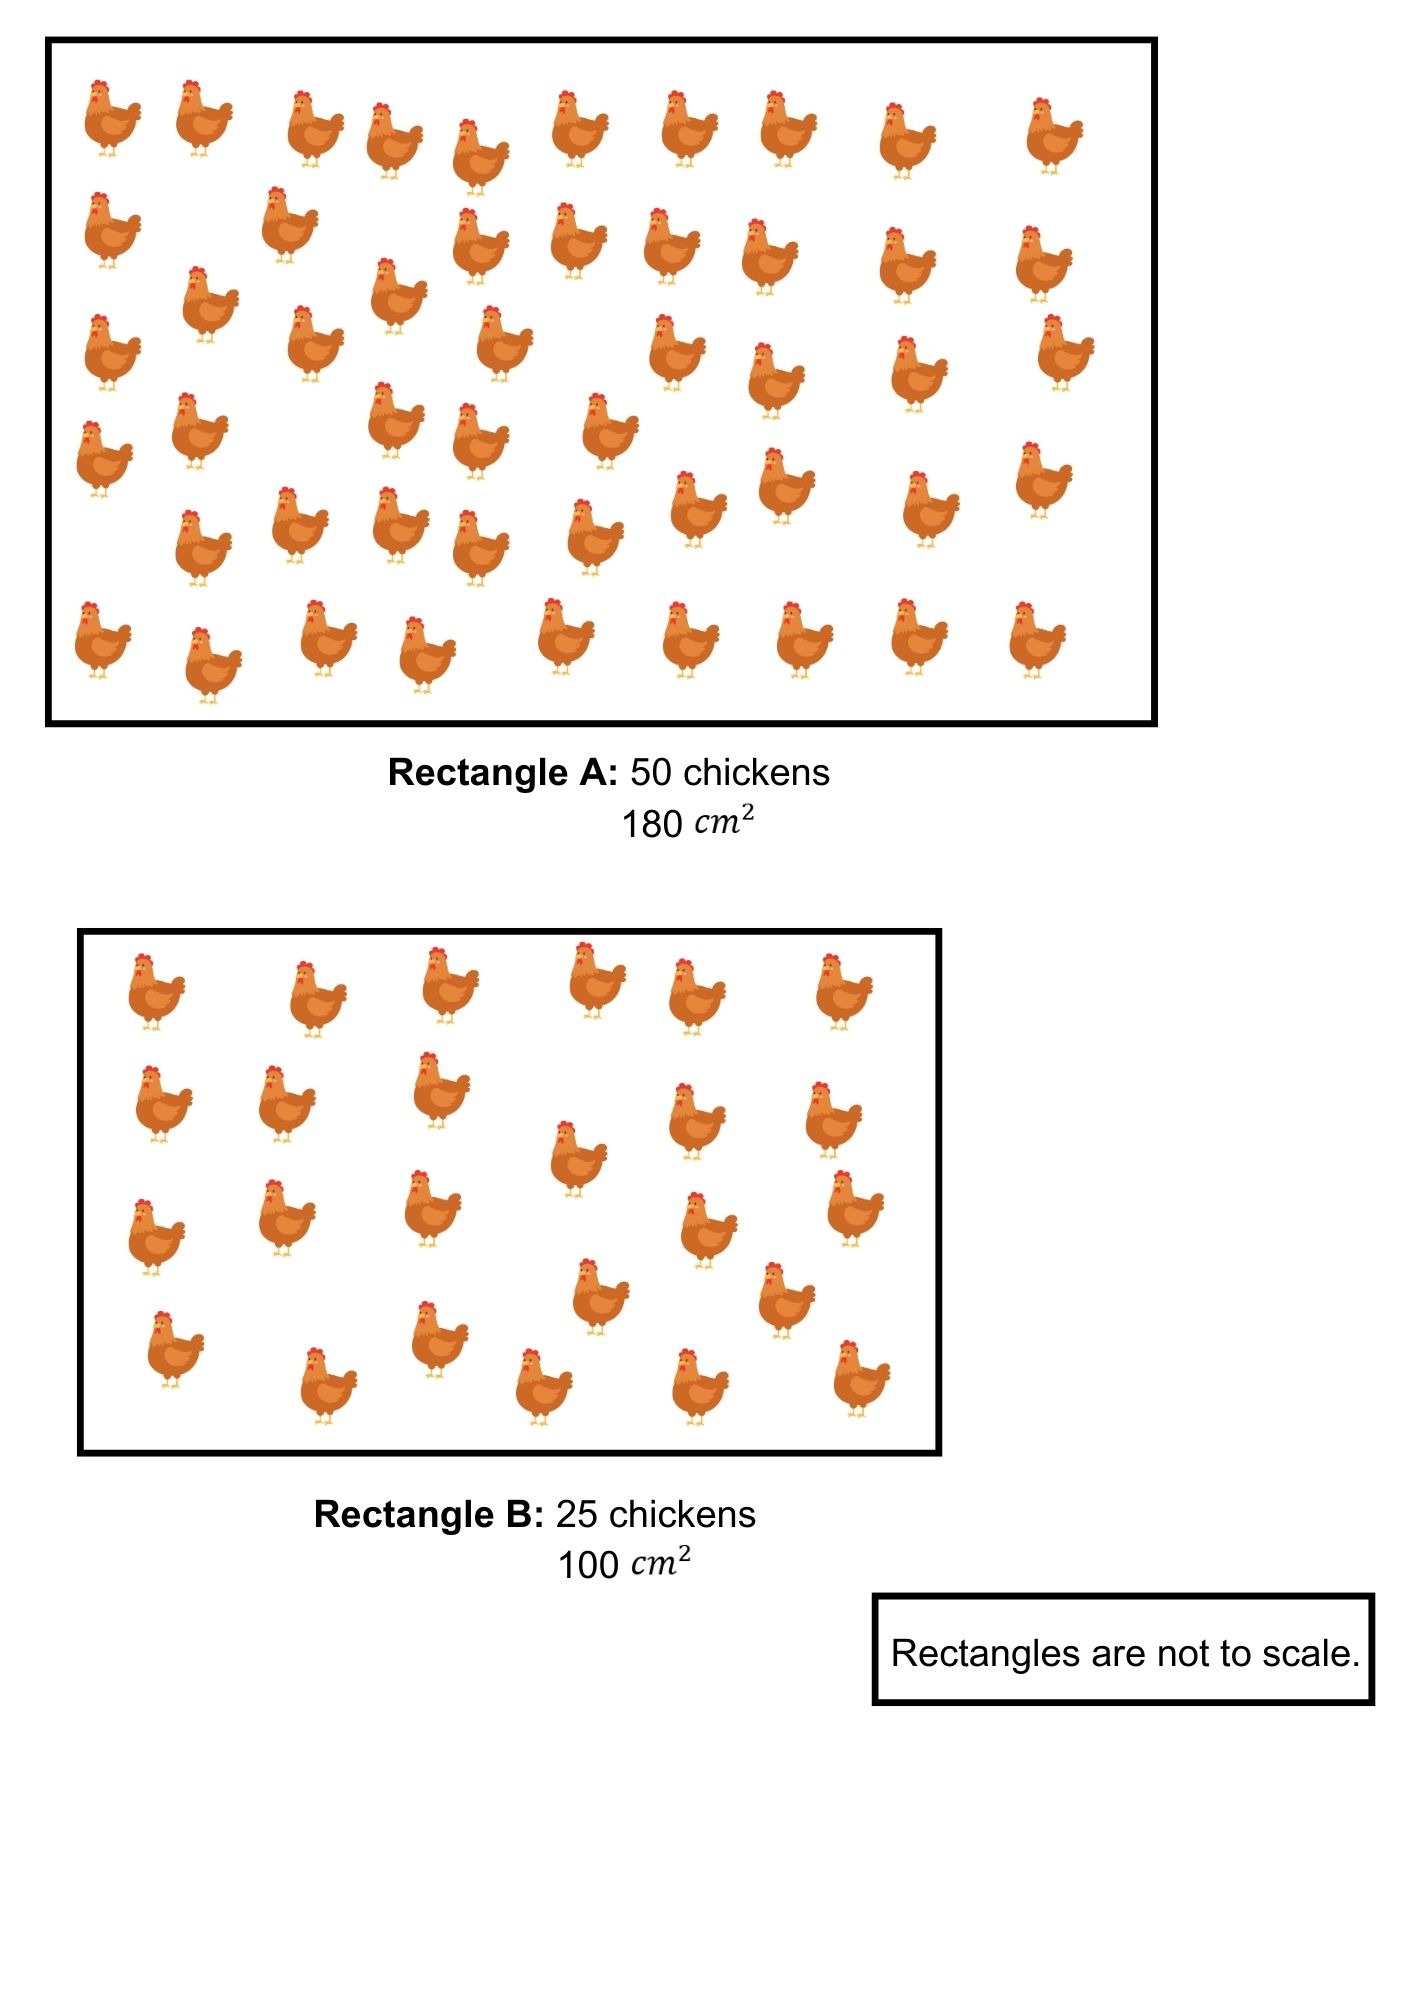 Rectangle A: 50 chickens
180 cm²
Rectangle B: 25 chickens
100 cm²
Rectangles are not to scale.